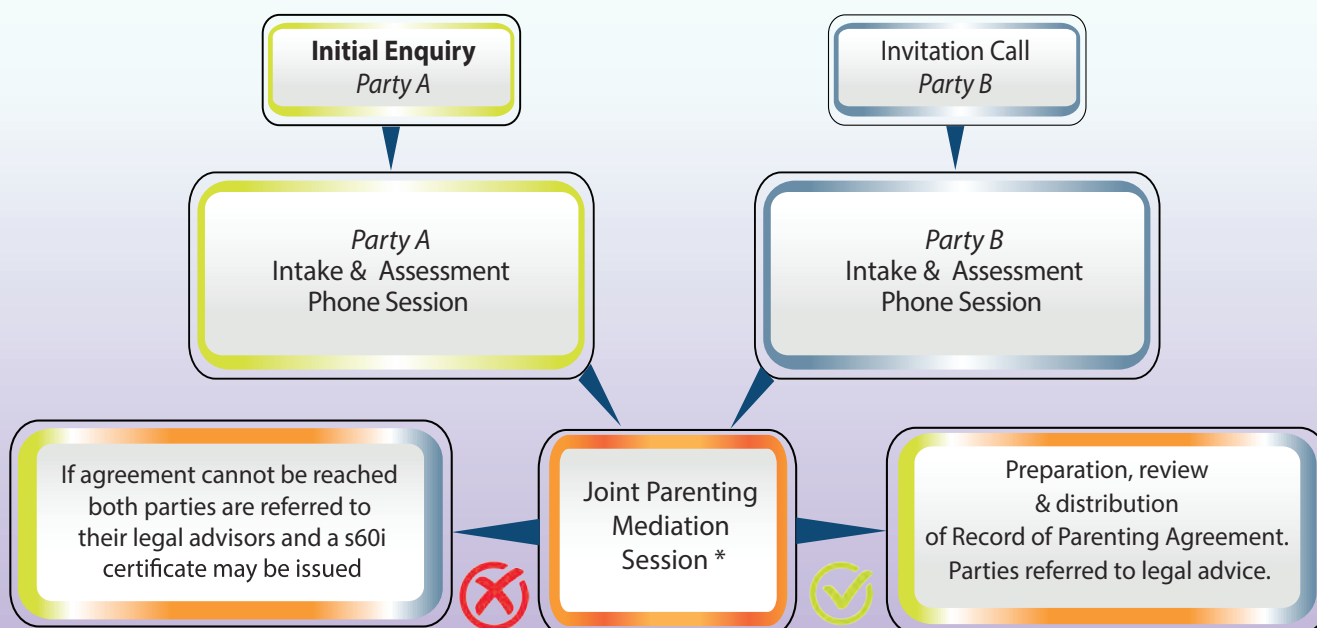 Initial Enquiry
Party A
Invitation Call
Party B
Party A
Intake & Assessment
Phone Session
Party B
Intake & Assessment
Phone Session
If agreement cannot be reached
both parties are referred to
their legal advisors and a s60i
certificate may be issued
Joint Parenting
Mediation
Session *
Preparation, review
& distribution
of Record of Parenting Agreement.
Parties referred to legal advice.